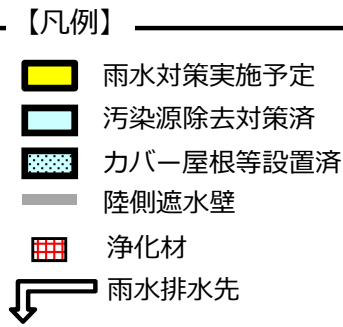 【凡例】
雨水対策実施予定
汚染源除去対策済
カバー屋根等設置済
陸側遮水壁
浄化材
雨水排水先